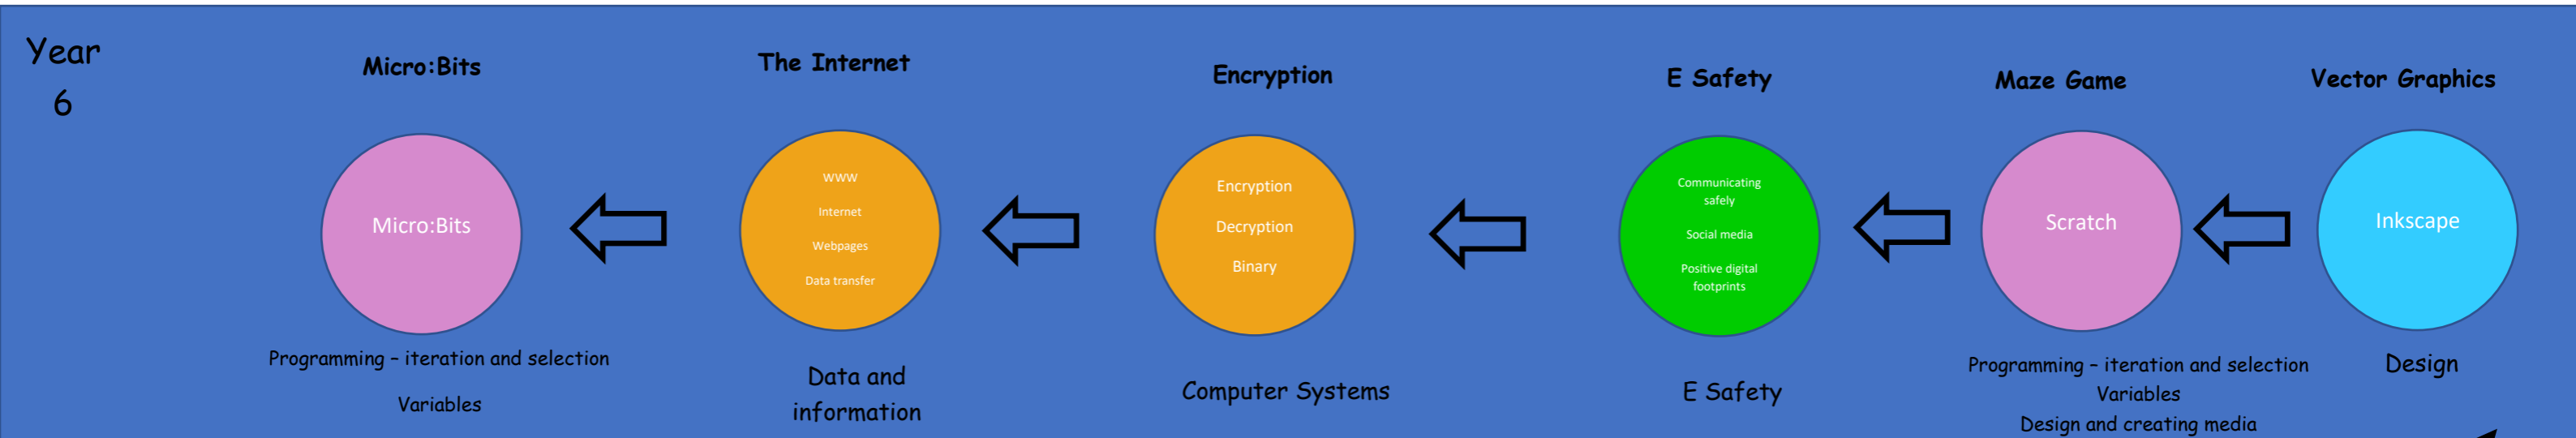 Year
6
Micro:Bits
The Internet
Encryption
E Safety
Maze Game
Vector Graphics
Micro:Bits
WWW
Internet
Webpages
Data transfer
Encryption
Decryption
Binary
Communicating
safely
Social media
Positive digital
footprints
Scratch
Inkscape
Programming – iteration and selection
Variables
Data and
information
Computer Systems
E Safety
Programming – iteration and selection
Variables
Design and creating media
Design